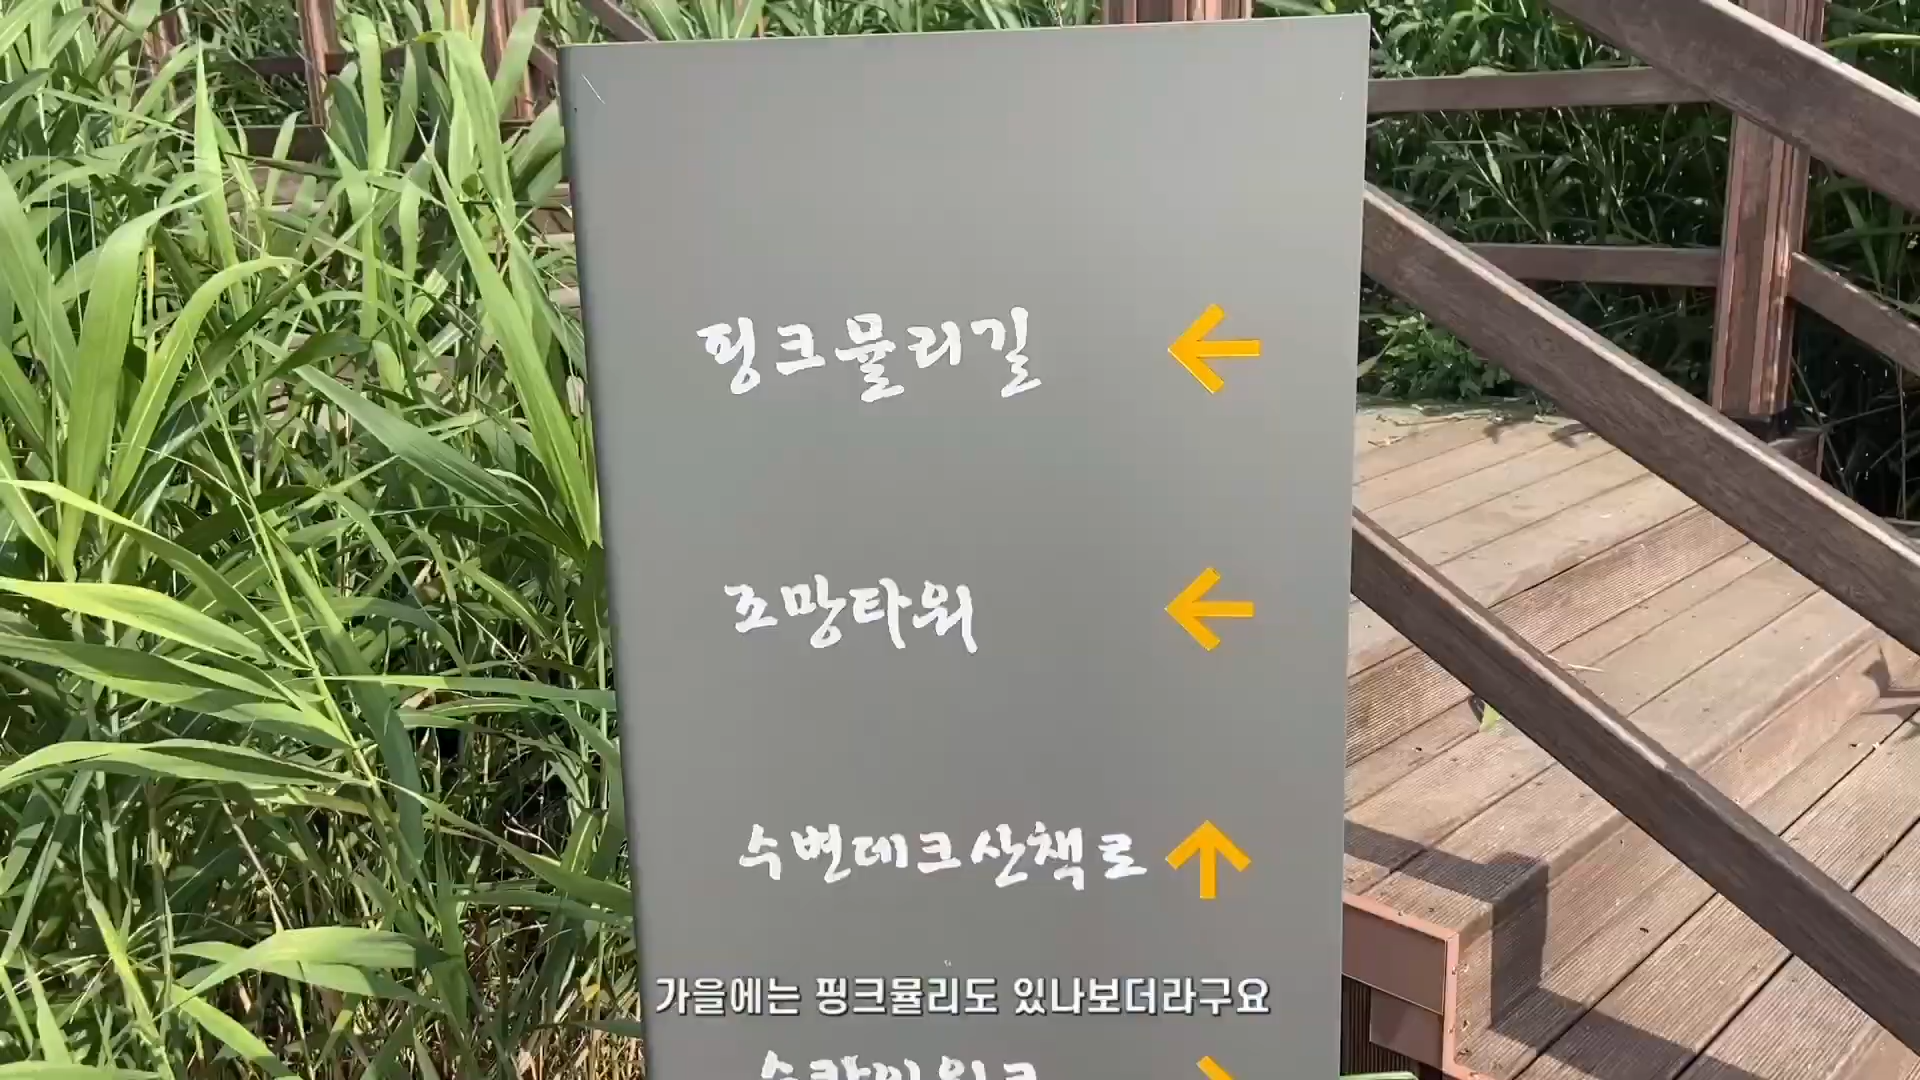 핑크뮬리길 ←
조망타워 ←
수변데크산책로 ↑
가을에는 핑크뮬리도 있나보더라구요